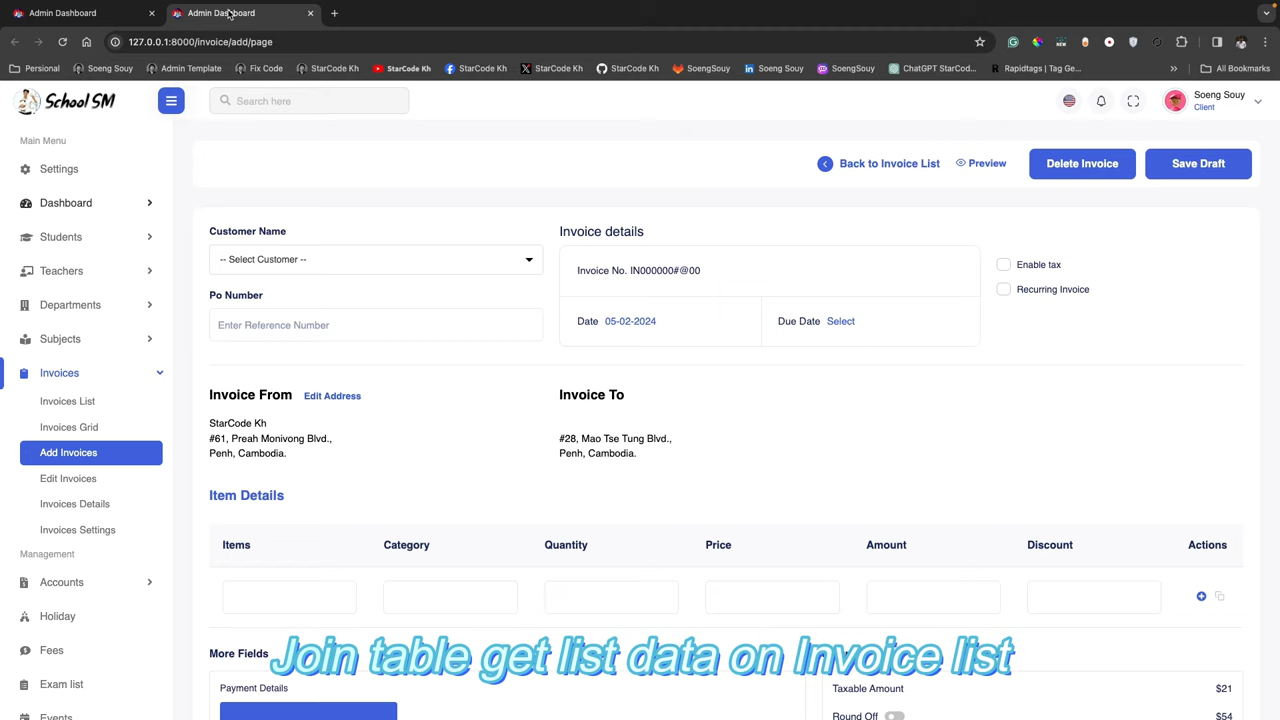 Admin Dashboard
Admin Dashboard
127.0.0.1:8000/invoice/add/page
Personal
Soeng Souy
Admin Template
Fix Code
StarCode Kh
StarCode Kh
StarCode Kh
StarCode Kh
StarCode Kh
SoengSouy
Soeng Souy
SoengSouy
ChatGPT StarCod...
Rapidtags | Tag Ge...
All Bookmarks
School SM
Search here
Soeng Souy
Client
Main Menu
Settings
Dashboard
Students
Teachers
Departments
Subjects
Invoices
Invoices List
Invoices Grid
Add Invoices
Edit Invoices
Invoices Details
Invoices Settings
Management
Accounts
Holiday
Fees
Exam list
Events
Back to Invoice List
Preview
Delete Invoice
Save Draft
Customer Name
-- Select Customer --
Po Number
Enter Reference Number
Invoice details
Invoice No. IN000000#@00
Date 05-02-2024
Due Date Select
Enable tax
Recurring Invoice
Invoice From Edit Address
StarCode Kh
#61, Preah Monivong Blvd.,
Penh, Cambodia.
Invoice To
#28, Mao Tse Tung Blvd.,
Penh, Cambodia.
Item Details
Items Category Quantity Price Amount Discount Actions
More Fields
Join table get list data on Invoice list
Payment Details
Taxable Amount $21
Round Off $54